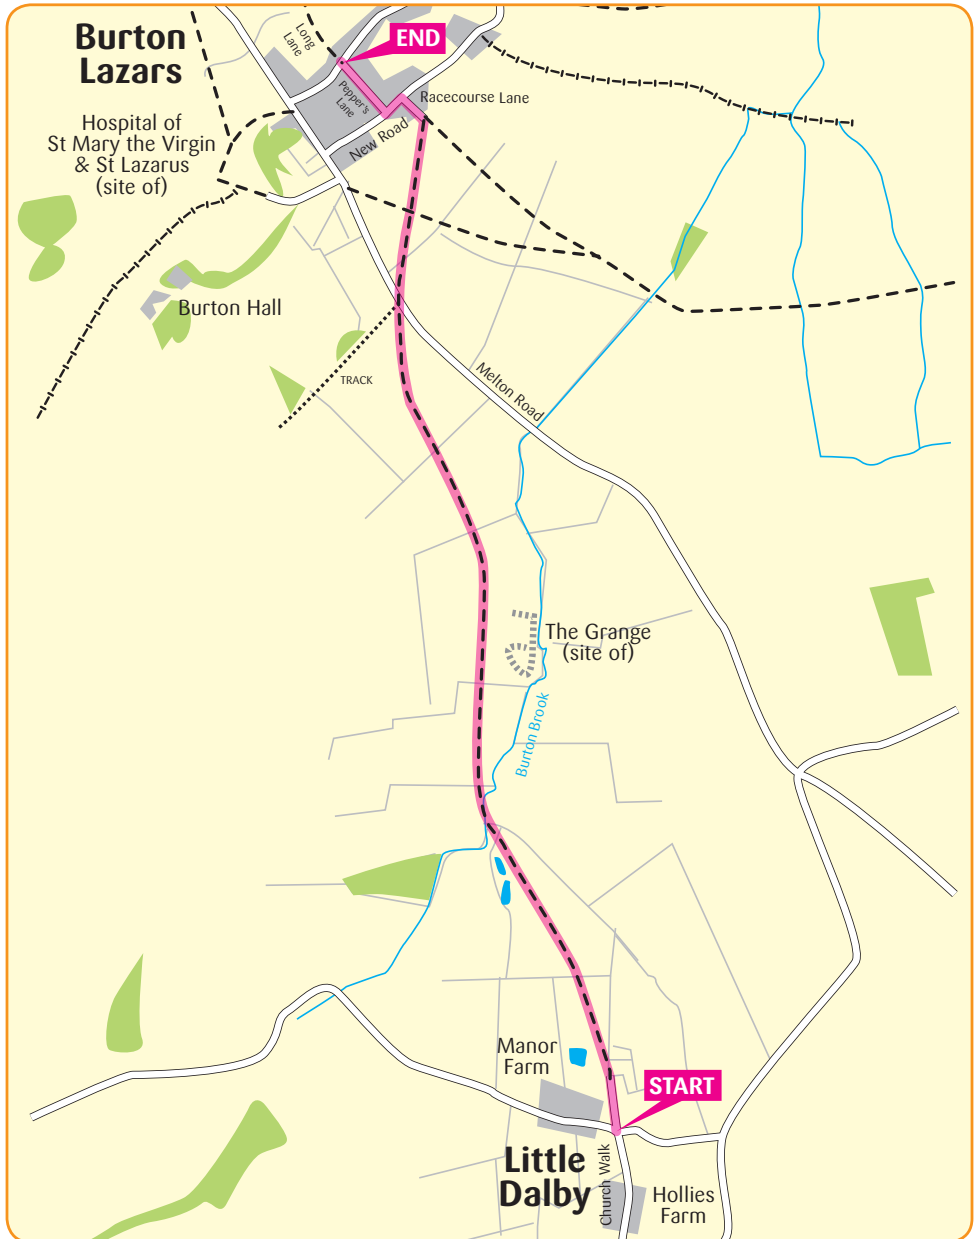 Burton
Lazars
Long
Lane
END
Pepper's
Lane
Racecourse Lane
New Road
Hospital of
St Mary the Virgin
& St Lazarus
(site of)
Burton Hall
TRACK
Melton Road
The Grange
(site of)
Burton Brook
Manor
Farm
START
Little
Dalby
Church Walk
Hollies
Farm